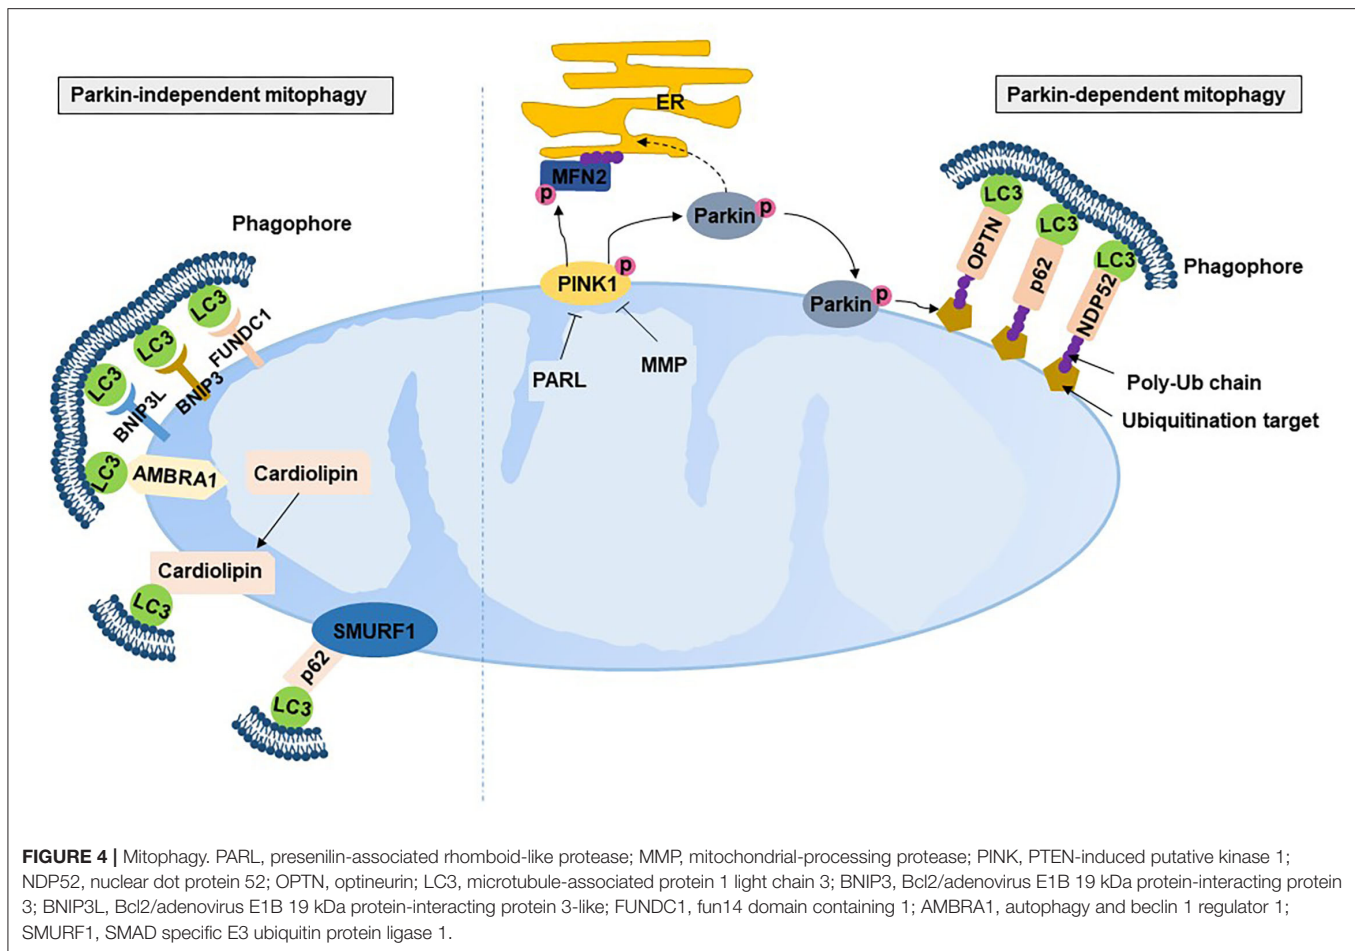 Parkin-independent mitophagy
Parkin-dependent mitophagy
ER
MFN2
p
Parkin
p
PINK1
p
Parkin
p
PARL
MMP
Phagophore
LC3
FUNDC1
LC3
BNIP3
LC3
BNIP3L
LC3
AMBRA1
Cardiolipin
Cardiolipin
LC3
SMURF1
p62
LC3
LC3
OPTN
LC3
p62
LC3
NDP52
Phagophore
Poly-Ub chain
Ubiquitination target
FIGURE 4 | Mitophagy. PARL, presenilin-associated rhomboid-like protease; MMP, mitochondrial-processing protease; PINK, PTEN-induced putative kinase 1;
NDP52, nuclear dot protein 52; OPTN, optineurin; LC3, microtubule-associated protein 1 light chain 3; BNIP3, Bcl2/adenovirus E1B 19 kDa protein-interacting protein
3; BNIP3L, Bcl2/adenovirus E1B 19 kDa protein-interacting protein 3-like; FUNDC1, fun14 domain containing 1; AMBRA1, autophagy and beclin 1 regulator 1;
SMURF1, SMAD specific E3 ubiquitin protein ligase 1.